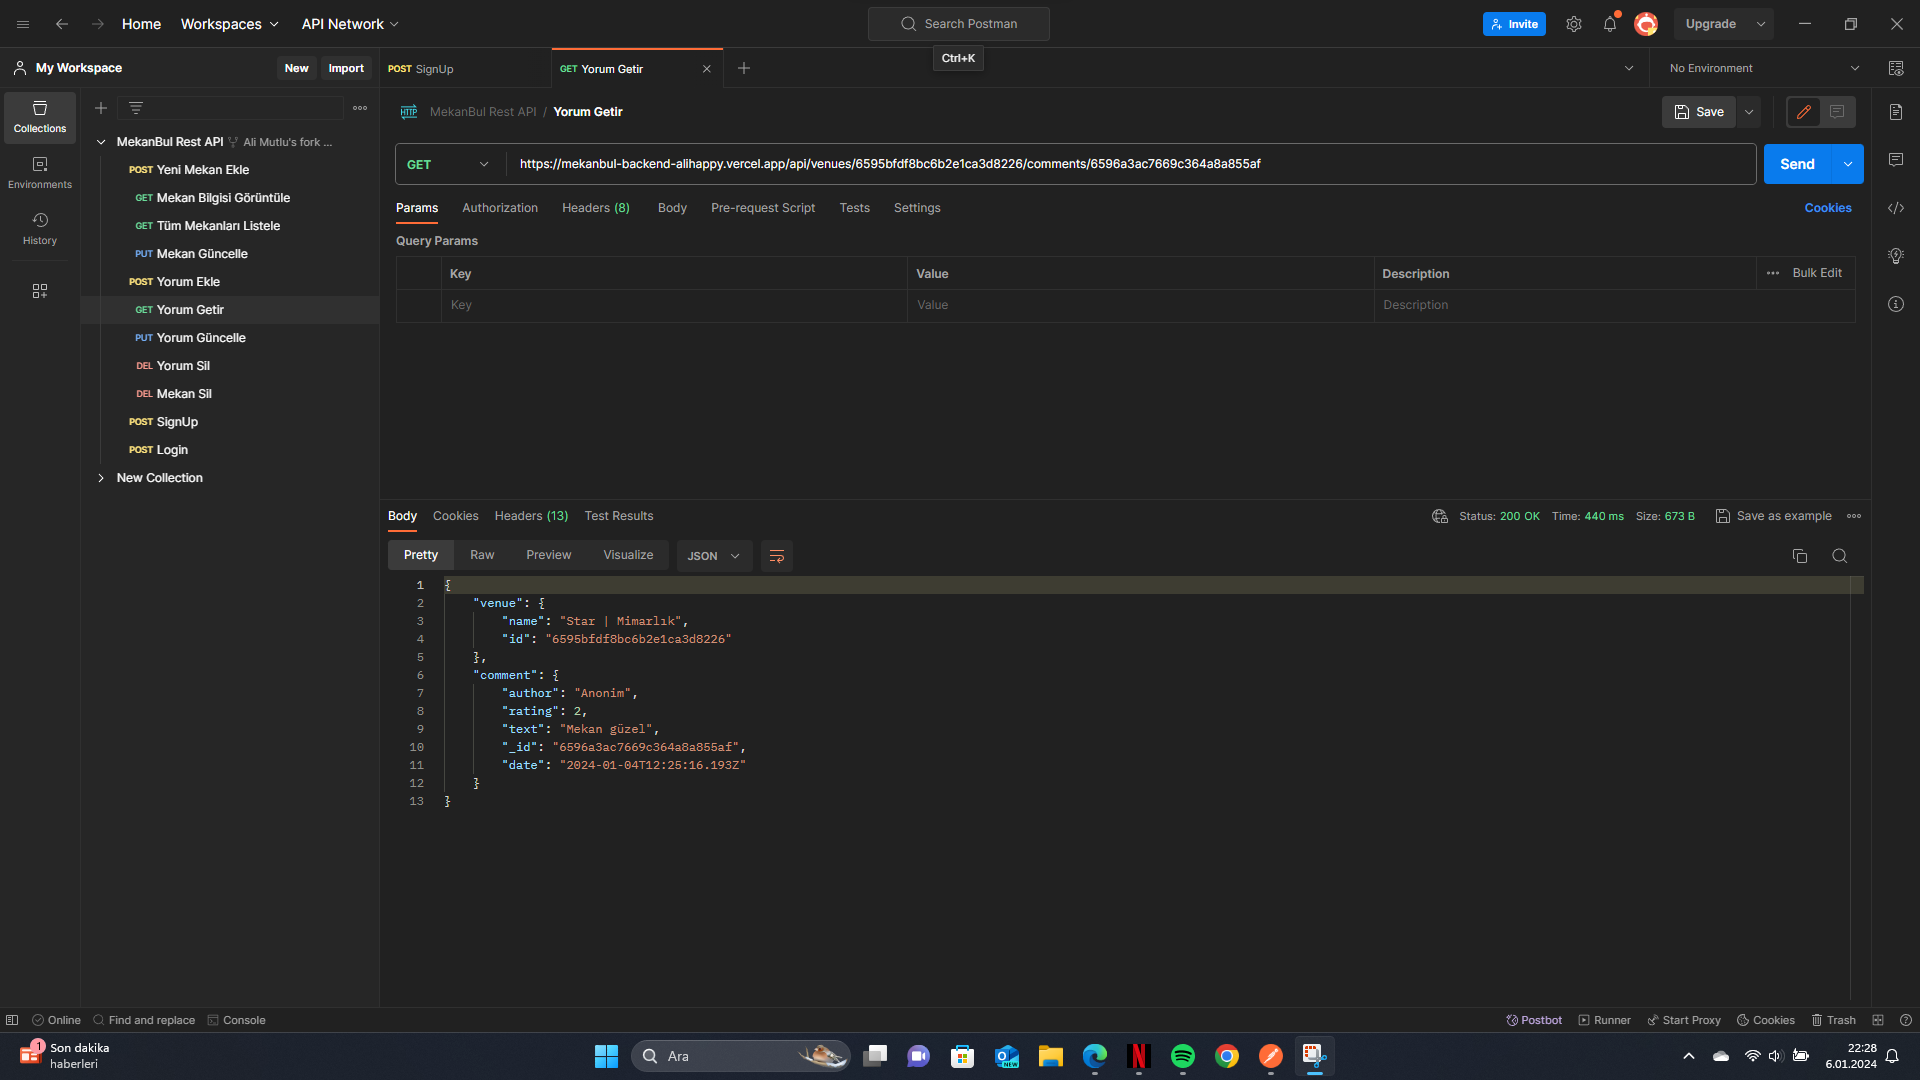 Home
Workspaces
API Network
Search Postman
Invite
Upgrade
Ctrl+K
My Workspace
New
Import
POST SignUp
GET Yorum Getir
No Environment
Collections
Environments
History
MekanBul Rest API
Ali Mutlu's fork ...
POST Yeni Mekan Ekle
GET Mekan Bilgisi Görüntüle
GET Tüm Mekanları Listele
PUT Mekan Güncelle
POST Yorum Ekle
GET Yorum Getir
PUT Yorum Güncelle
DEL Yorum Sil
DEL Mekan Sil
POST SignUp
POST Login
New Collection
HTTP MekanBul Rest API / Yorum Getir
Save
GET
https://mekanbul-backend-alihappy.vercel.app/api/venues/6595bfdf8bc6b2e1ca3d8226/comments/6596a3ac7669c364a8a855af
Send
Params Authorization Headers (8) Body Pre-request Script Tests Settings
Cookies
Query Params
Key Value Description
Bulk Edit
Key Value Description
Body Cookies Headers (13) Test Results
Status: 200 OK Time: 440 ms Size: 673 B
Save as example
Pretty Raw Preview Visualize JSON
1 {
2 "venue": {
3 "name": "Star | Mimarlık",
4 "id": "6595bfdf8bc6b2e1ca3d8226"
5 },
6 "comment": {
7 "author": "Anonim",
8 "rating": 2,
9 "text": "Mekan güzel",
10 "_id": "6596a3ac7669c364a8a855af",
11 "date": "2024-01-04T12:25:16.193Z"
12 }
13 }
Online
Find and replace
Console
Postbot
Runner
Start Proxy
Cookies
Trash
1
Son dakika
haberleri
Ara
NEW
22:28
6.01.2024